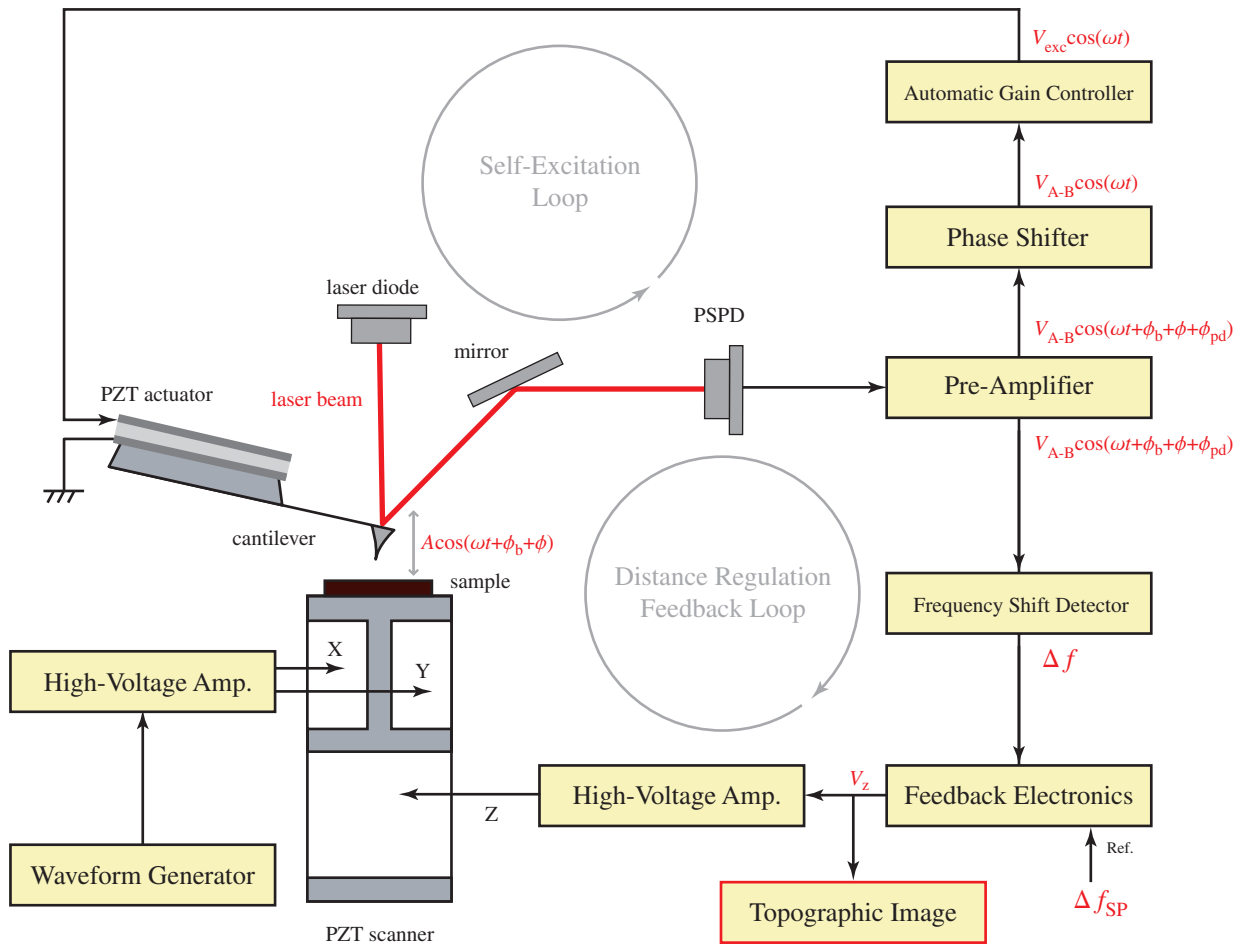 V_exc cos(ωt)
Automatic Gain Controller
Self-Excitation
Loop
V_A-B cos(ωt)
Phase Shifter
laser diode
PSPD
V_A-B cos(ωt+ϕ_b+ϕ+ϕ_pd)
mirror
PZT actuator
laser beam
Pre-Amplifier
V_A-B cos(ωt+ϕ_b+ϕ+ϕ_pd)
cantilever
Acos(ωt+ϕ_b+ϕ)
sample
Distance Regulation
Feedback Loop
Frequency Shift Detector
X
Y
Δf
High-Voltage Amp.
V_z
Z
High-Voltage Amp.
Feedback Electronics
Ref.
Waveform Generator
Δf_SP
Topographic Image
PZT scanner